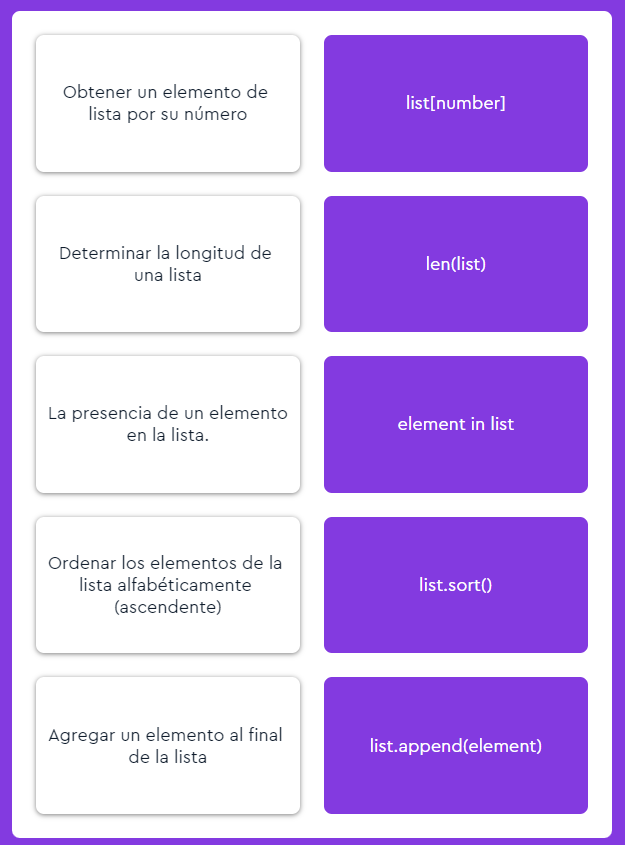 Obtener un elemento de
lista por su número
list[number]
Determinar la longitud de
una lista
len(list)
La presencia de un elemento
en la lista.
element in list
Ordenar los elementos de la
lista alfabéticamente
(ascendente)
list.sort()
Agregar un elemento al final
de la lista
list.append(element)